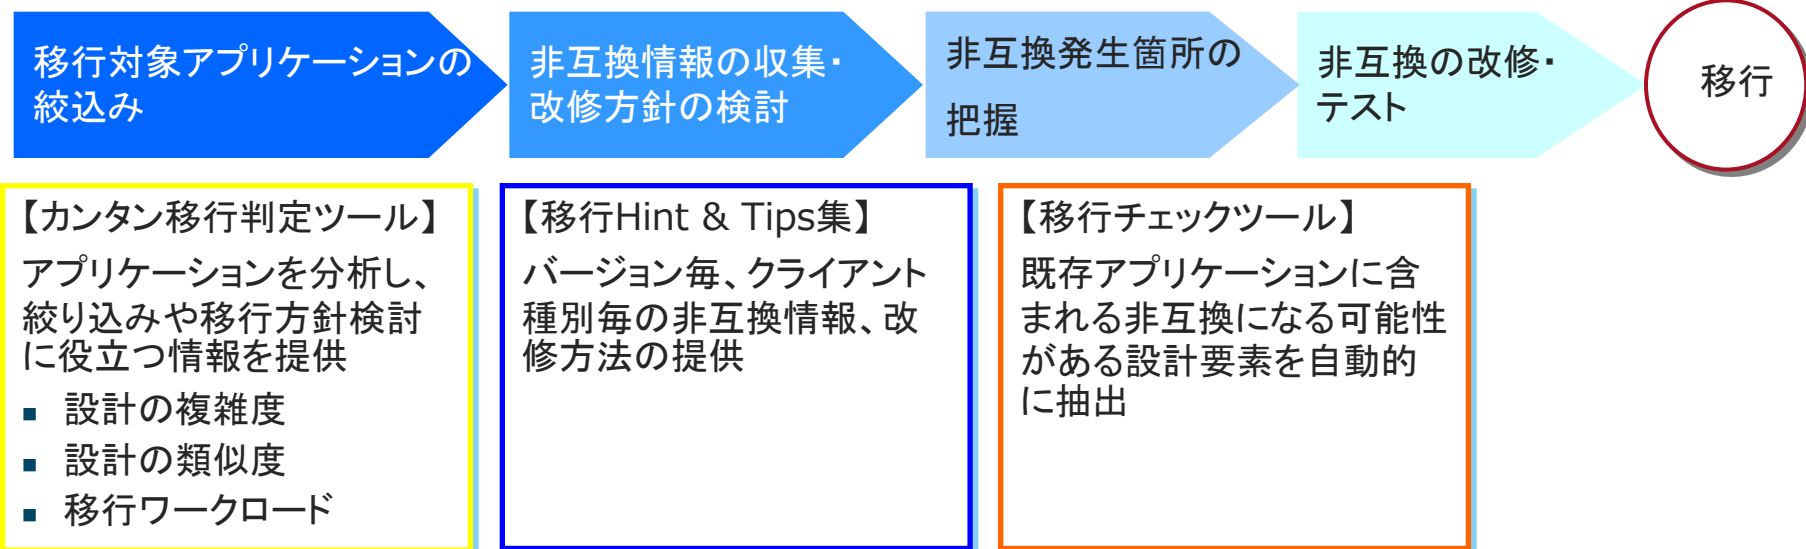 移行対象アプリケーションの
絞込み
非互換情報の収集・
改修方針の検討
非互換発生箇所の
把握
非互換の改修・
テスト
移行
【カンタン移行判定ツール】
アプリケーションを分析し、
絞り込みや移行方針検討
に役立つ情報を提供
▪ 設計の複雑度
▪ 設計の類似度
▪ 移行ワークロード
【移行Hint & Tips集】
バージョン毎、クライアント
種別毎の非互換情報、改
修方法の提供
【移行チェックツール】
既存アプリケーションに含
まれる非互換になる可能性
がある設計要素を自動的
に抽出